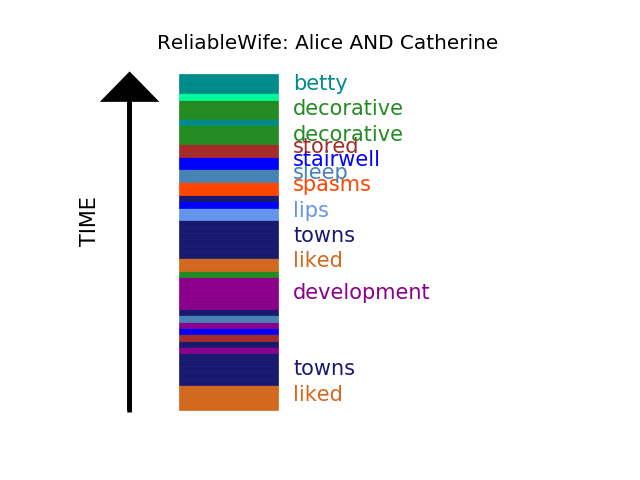 ReliableWife: Alice AND Catherine
betty
decorative
decorative
stored
stairwell
sleep
spasms
lips
towns
liked
development
towns
liked
TIME